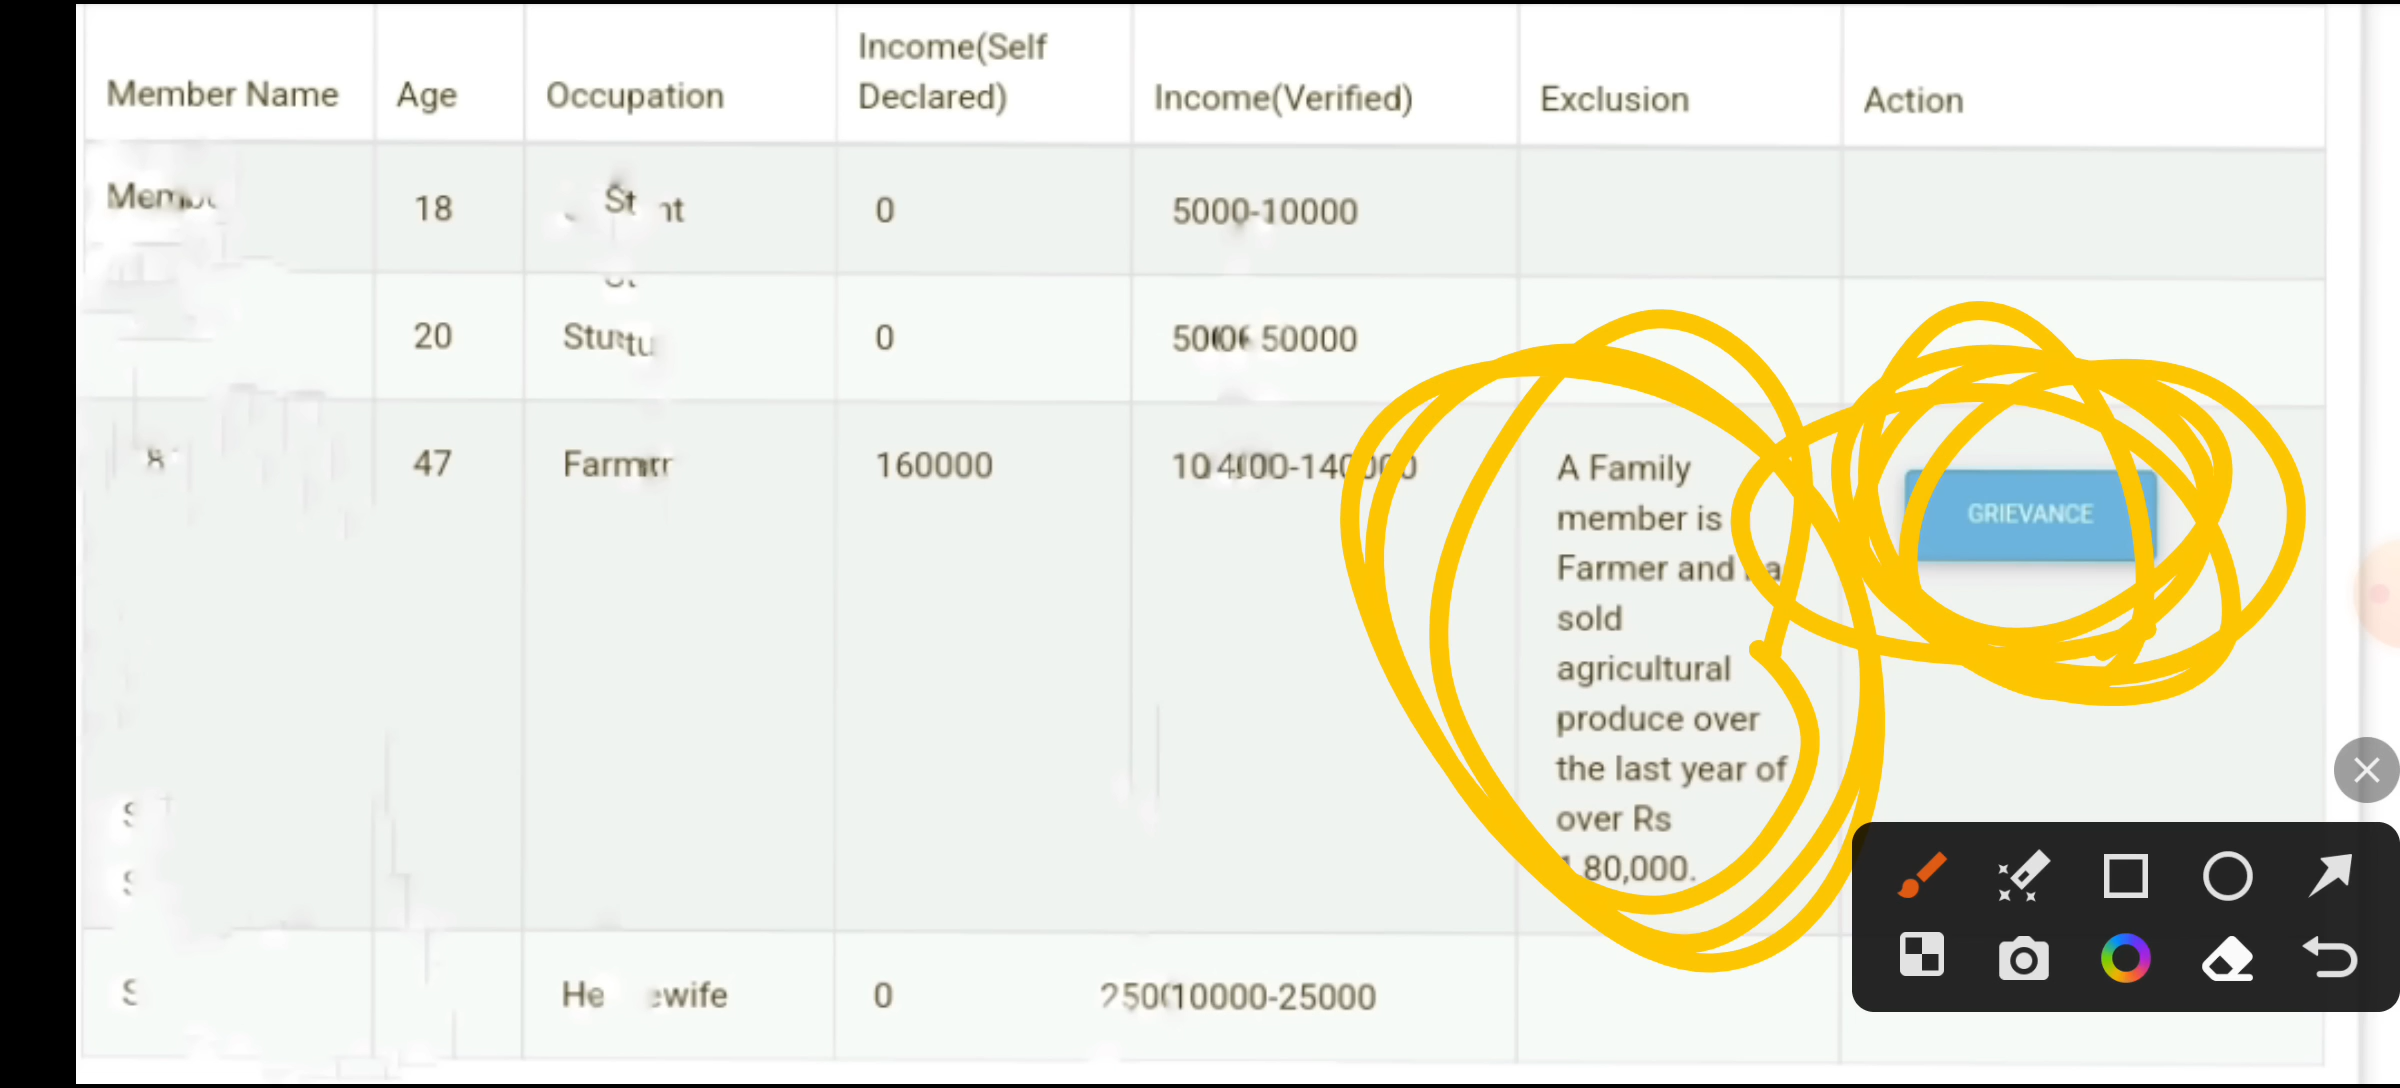 Member Name Age Occupation Income(Self Declared) Income(Verified) Exclusion Action
18 0 5000-10000
20 0 50000
47 160000 A Family
member is
Farmer and
sold
agricultural
produce over
the last year of
over Rs
80,000.
GRIEVANCE
0 10000-25000